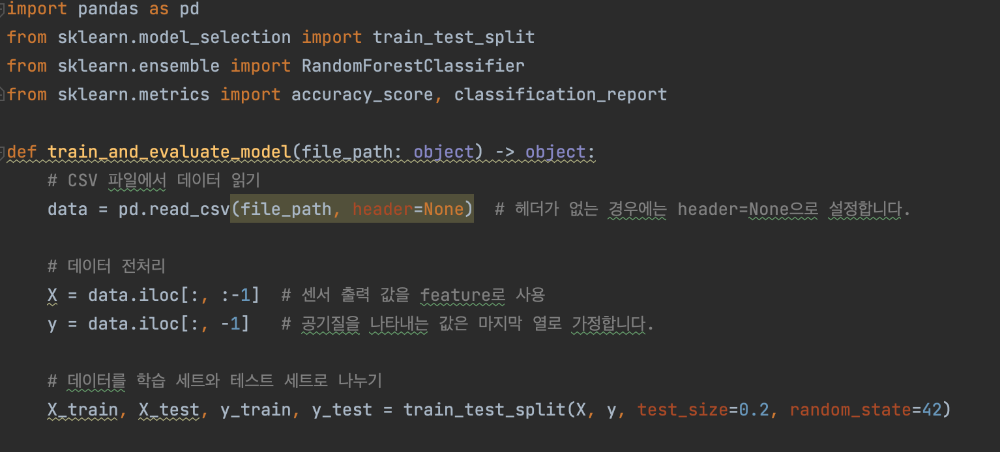 import pandas as pd
from sklearn.model_selection import train_test_split
from sklearn.ensemble import RandomForestClassifier
from sklearn.metrics import accuracy_score, classification_report
def train_and_evaluate_model(file_path: object) -> object:
# CSV 파일에서 데이터 읽기
data = pd.read_csv(file_path, header=None)  # 헤더가 없는 경우에는 header=None으로 설정합니다.
# 데이터 전처리
X = data.iloc[:, :-1]  # 센서 출력 값을 feature로 사용
y = data.iloc[:, -1]   # 공기질을 나타내는 값은 마지막 열로 가정합니다.
# 데이터를 학습 세트와 테스트 세트로 나누기
X_train, X_test, y_train, y_test = train_test_split(X, y, test_size=0.2, random_state=42)